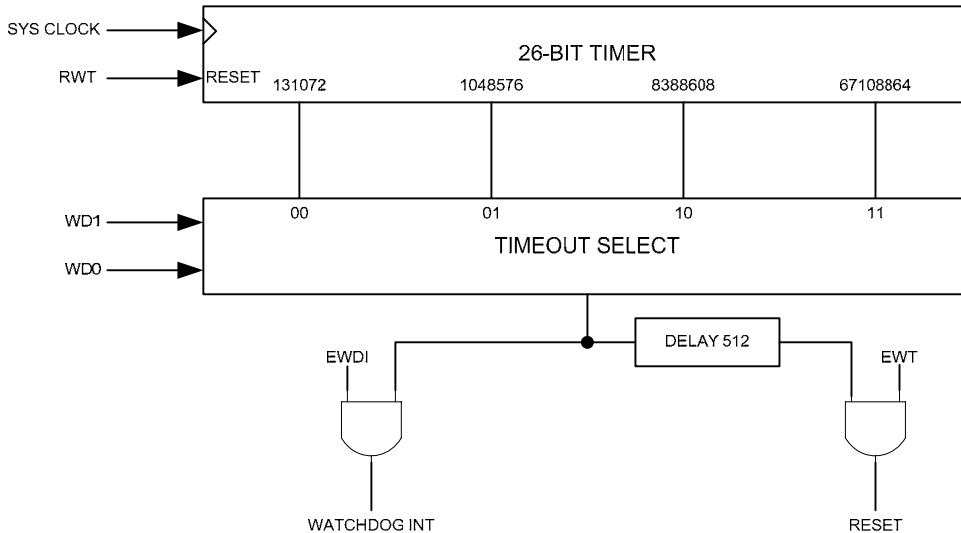 SYS CLOCK
26-BIT TIMER
RWT
RESET
131072
1048576
8388608
67108864
WD1
00
01
10
11
TIMEOUT SELECT
WD0
DELAY 512
EWDI
EWT
WATCHDOG INT
RESET